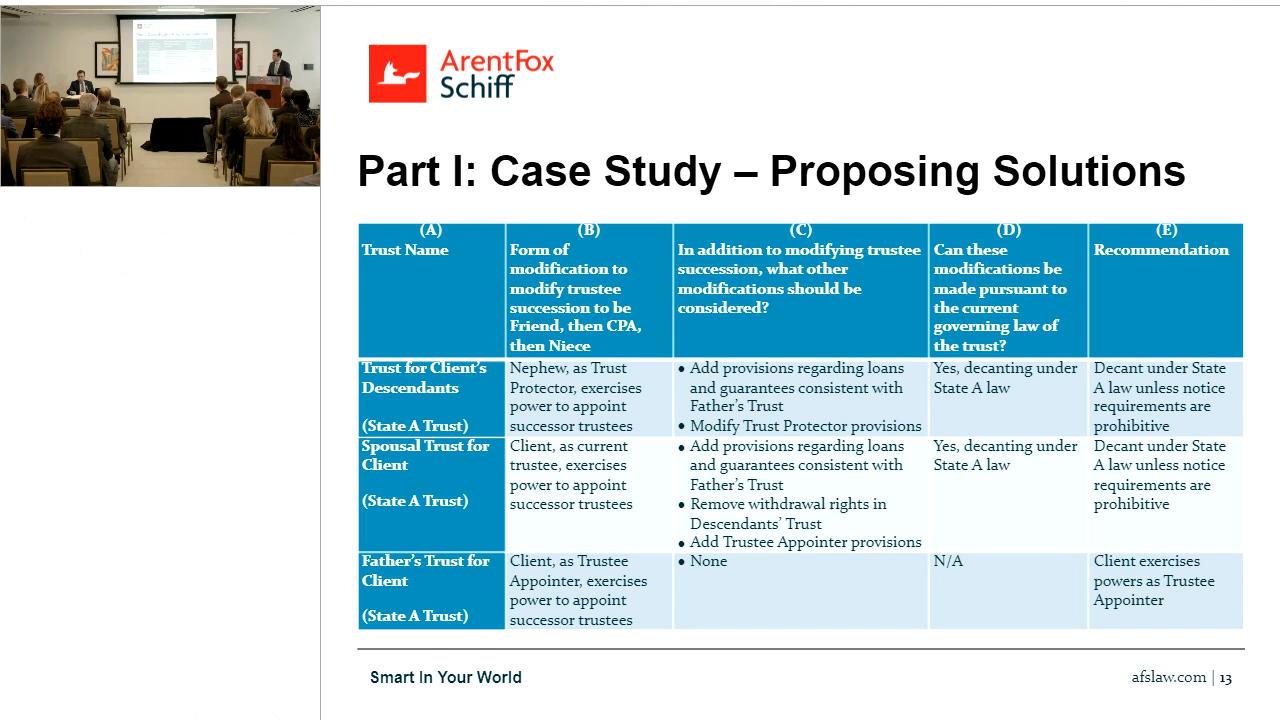 ArentFox
Schiff
Part I: Case Study – Proposing Solutions
(A)
Trust Name
(B)
Form of
modification to
modify trustee
succession to be
Friend, then CPA,
then Niece
(C)
In addition to modifying trustee
succession, what other
modifications should be
considered?
(D)
Can these
modifications be
made pursuant to
the current
governing law of
the trust?
(E)
Recommendation
Trust for Client’s
Descendants
(State A Trust)
Nephew, as Trust
Protector, exercises
power to appoint
successor trustees
• Add provisions regarding loans
and guarantees consistent with
Father’s Trust
• Modify Trust Protector provisions
Yes, decanting under
State A law
Decant under State
A law unless notice
requirements are
prohibitive
Spousal Trust for
Client
(State A Trust)
Client, as current
trustee, exercises
power to appoint
successor trustees
• Add provisions regarding loans
and guarantees consistent with
Father’s Trust
• Remove withdrawal rights in
Descendants’ Trust
• Add Trustee Appointer provisions
Yes, decanting under
State A law
Decant under State
A law unless notice
requirements are
prohibitive
Father’s Trust for
Client
(State A Trust)
Client, as Trustee
Appointer, exercises
power to appoint
successor trustees
• None
N/A
Client exercises
powers as Trustee
Appointer
Smart In Your World
afslaw.com | 13